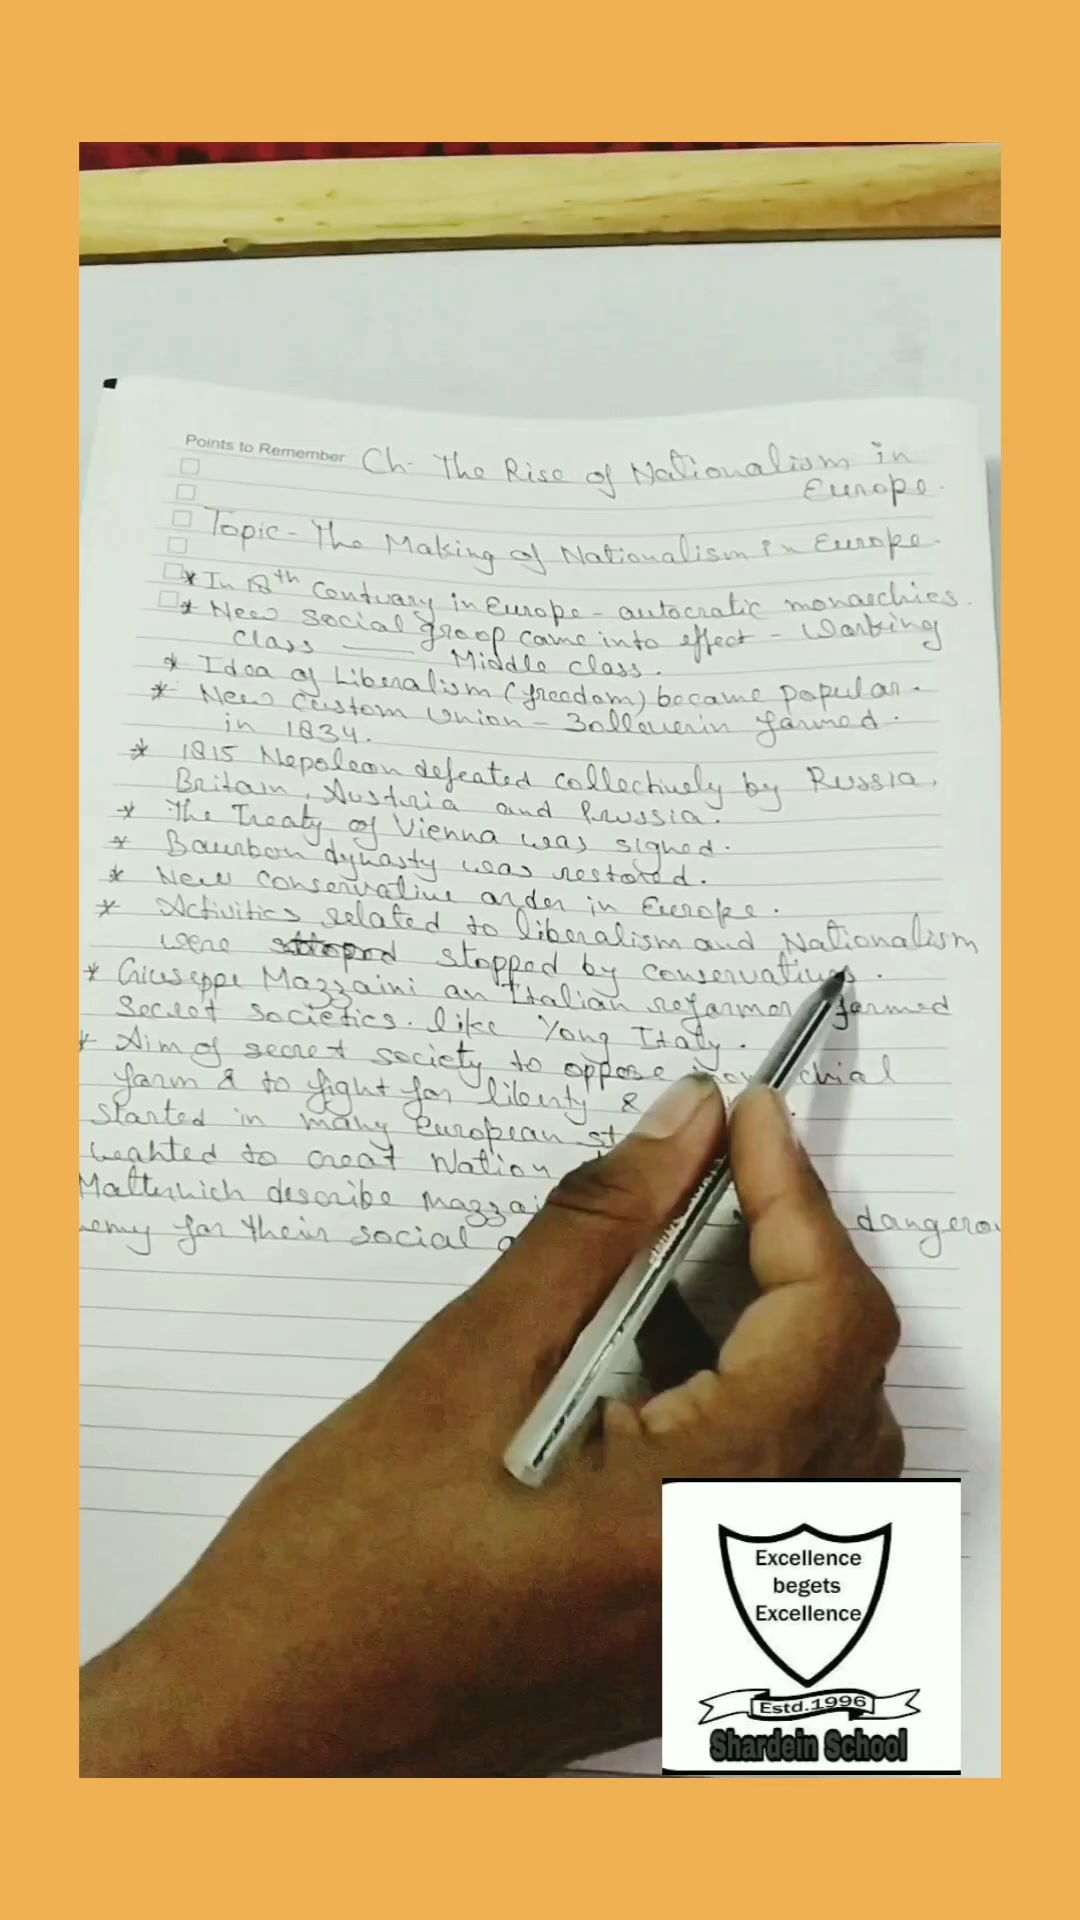 Points to Remember Ch- The Rise of Nationalism in
Europe.
Topic - The Making of Nationalism in Europe.
* In 18th Century in Europe - autocratic monarchies.
* New Social group came into effect - Working
class —— Middle class.
* Idea of Liberalism (freedom) became popular.
* New Custom Union - Zolleverin formed.
in 1834.
* 1815 Nepoleon defeated collectively by Russia,
Britain, Austria and Prussia.
* The Treaty of Vienna was signed.
* Bourbon dynasty was restored.
* New Conservative order in Europe.
* Activities related to liberalism and Nationalism
were stopped by conservatives.
* Giuseppe Mazzaini an Italian reformer formed
Secret societies. like Yong Italy.
* Aim of secret society to oppose
form & to fight for liberty &
started in many European
wanted to creat Nation
Matterwich describe
for their social
dangero
Excellence
begets
Excellence
Estd.1996
Shardein School